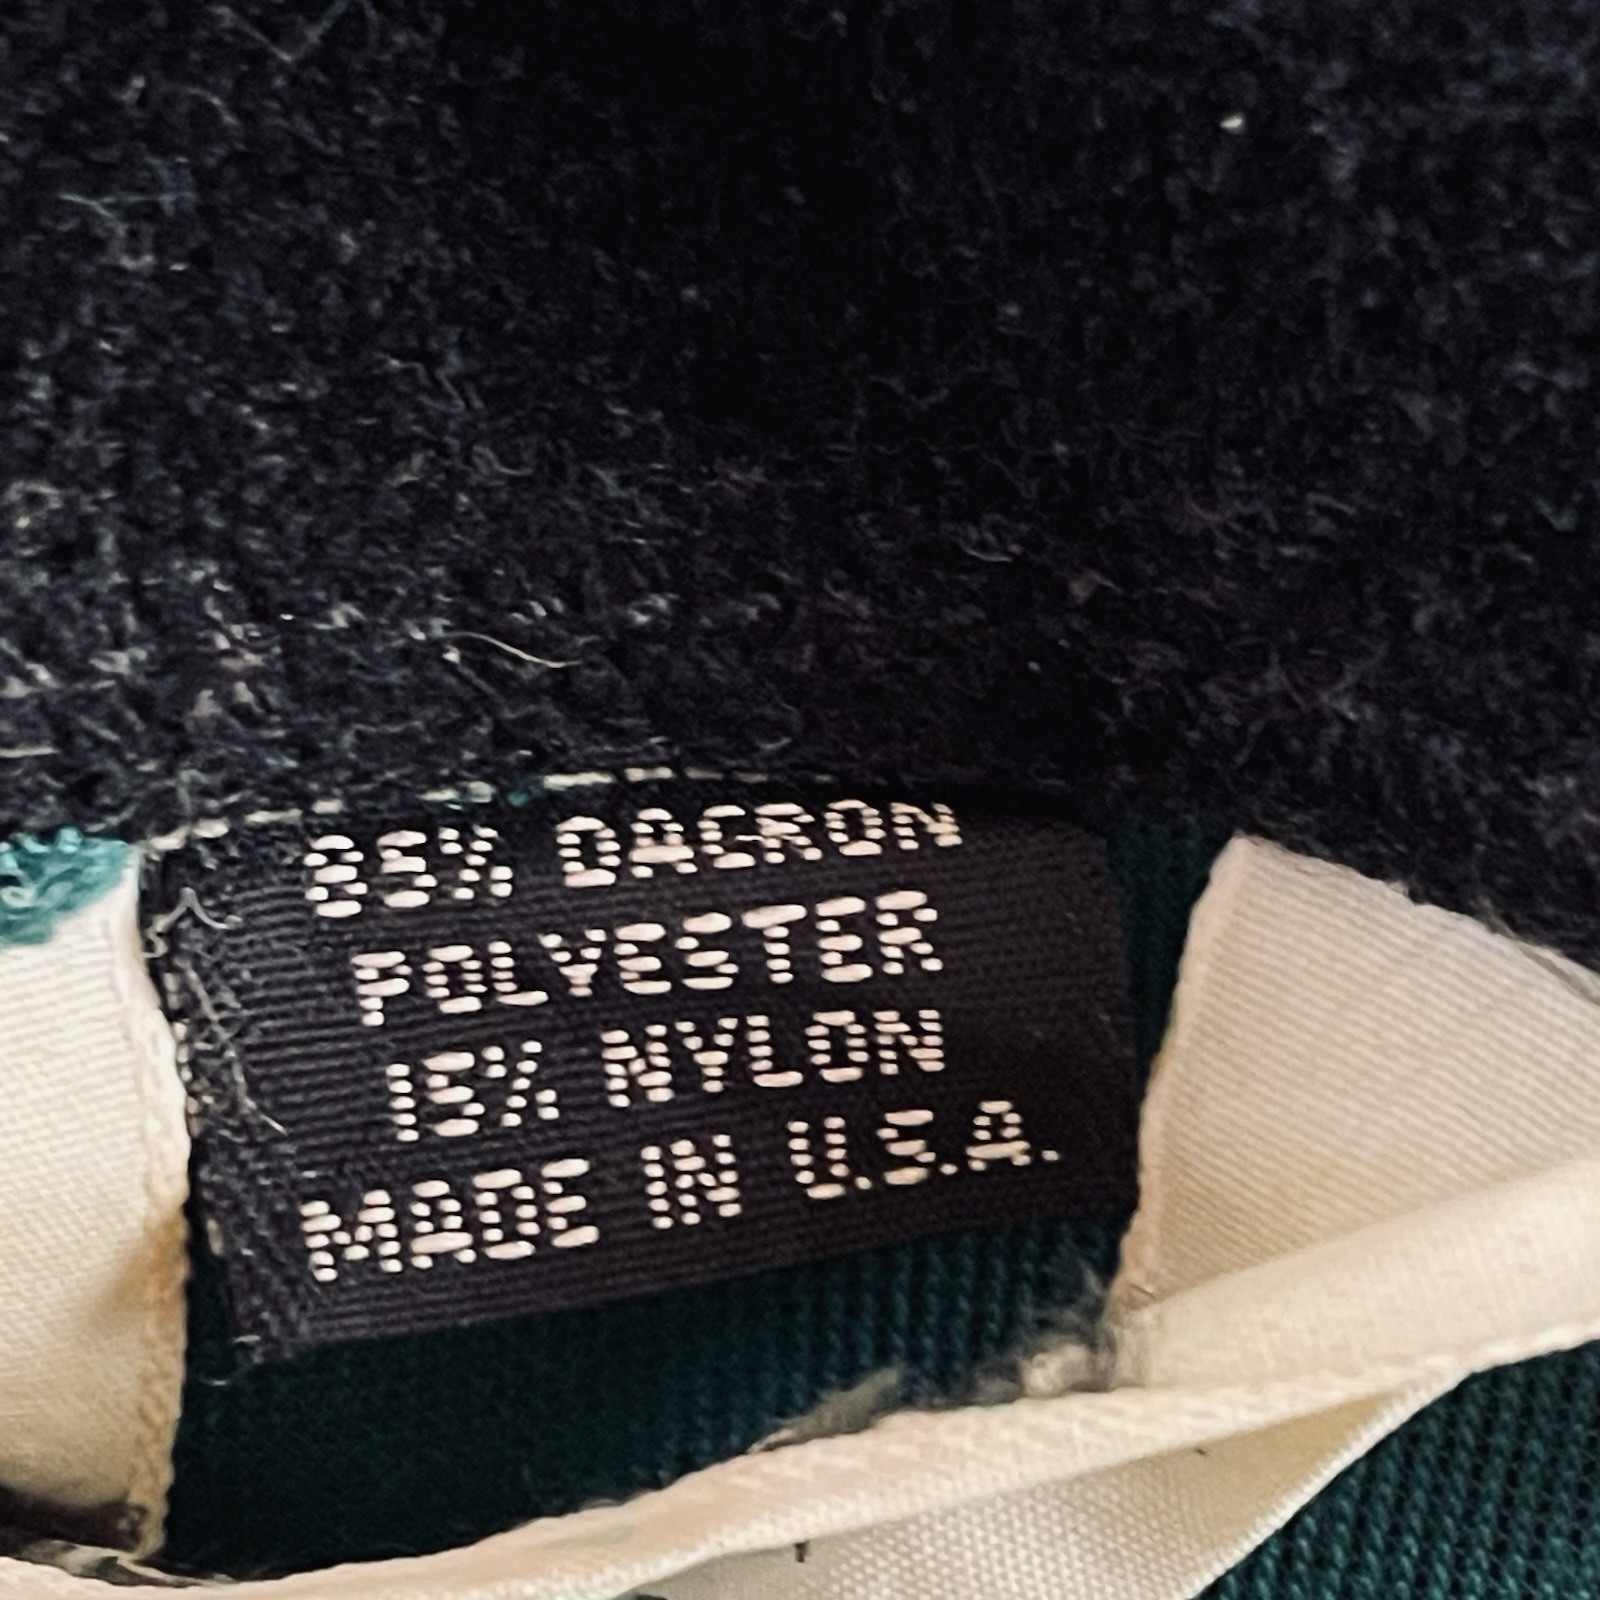 85% DACRON
POLYESTER
15% NYLON
MADE IN U.S.A.